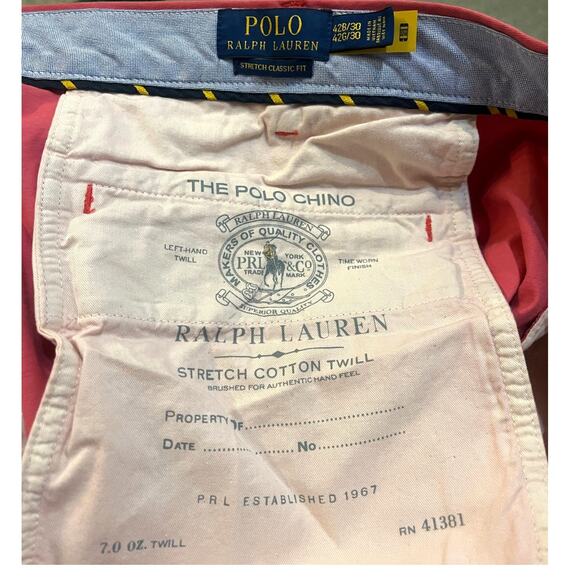 POLO
RALPH LAUREN
STRETCH CLASSIC FIT
42B/30
42G/30
THE POLO CHINO
RALPH LAUREN
MAKERS OF QUALITY CLOTHES
LEFT-HAND
TWILL
NEW YORK
PRL &Co
TRADE MARK
TIME WORN
FINISH
SUPERIOR QUALITY
RALPH LAUREN
STRETCH COTTON TWILL
BRUSHED FOR AUTHENTIC HAND FEEL
PROPERTY OF
DATE No
P.R.L ESTABLISHED 1967
7.0 OZ. TWILL
RN 41381